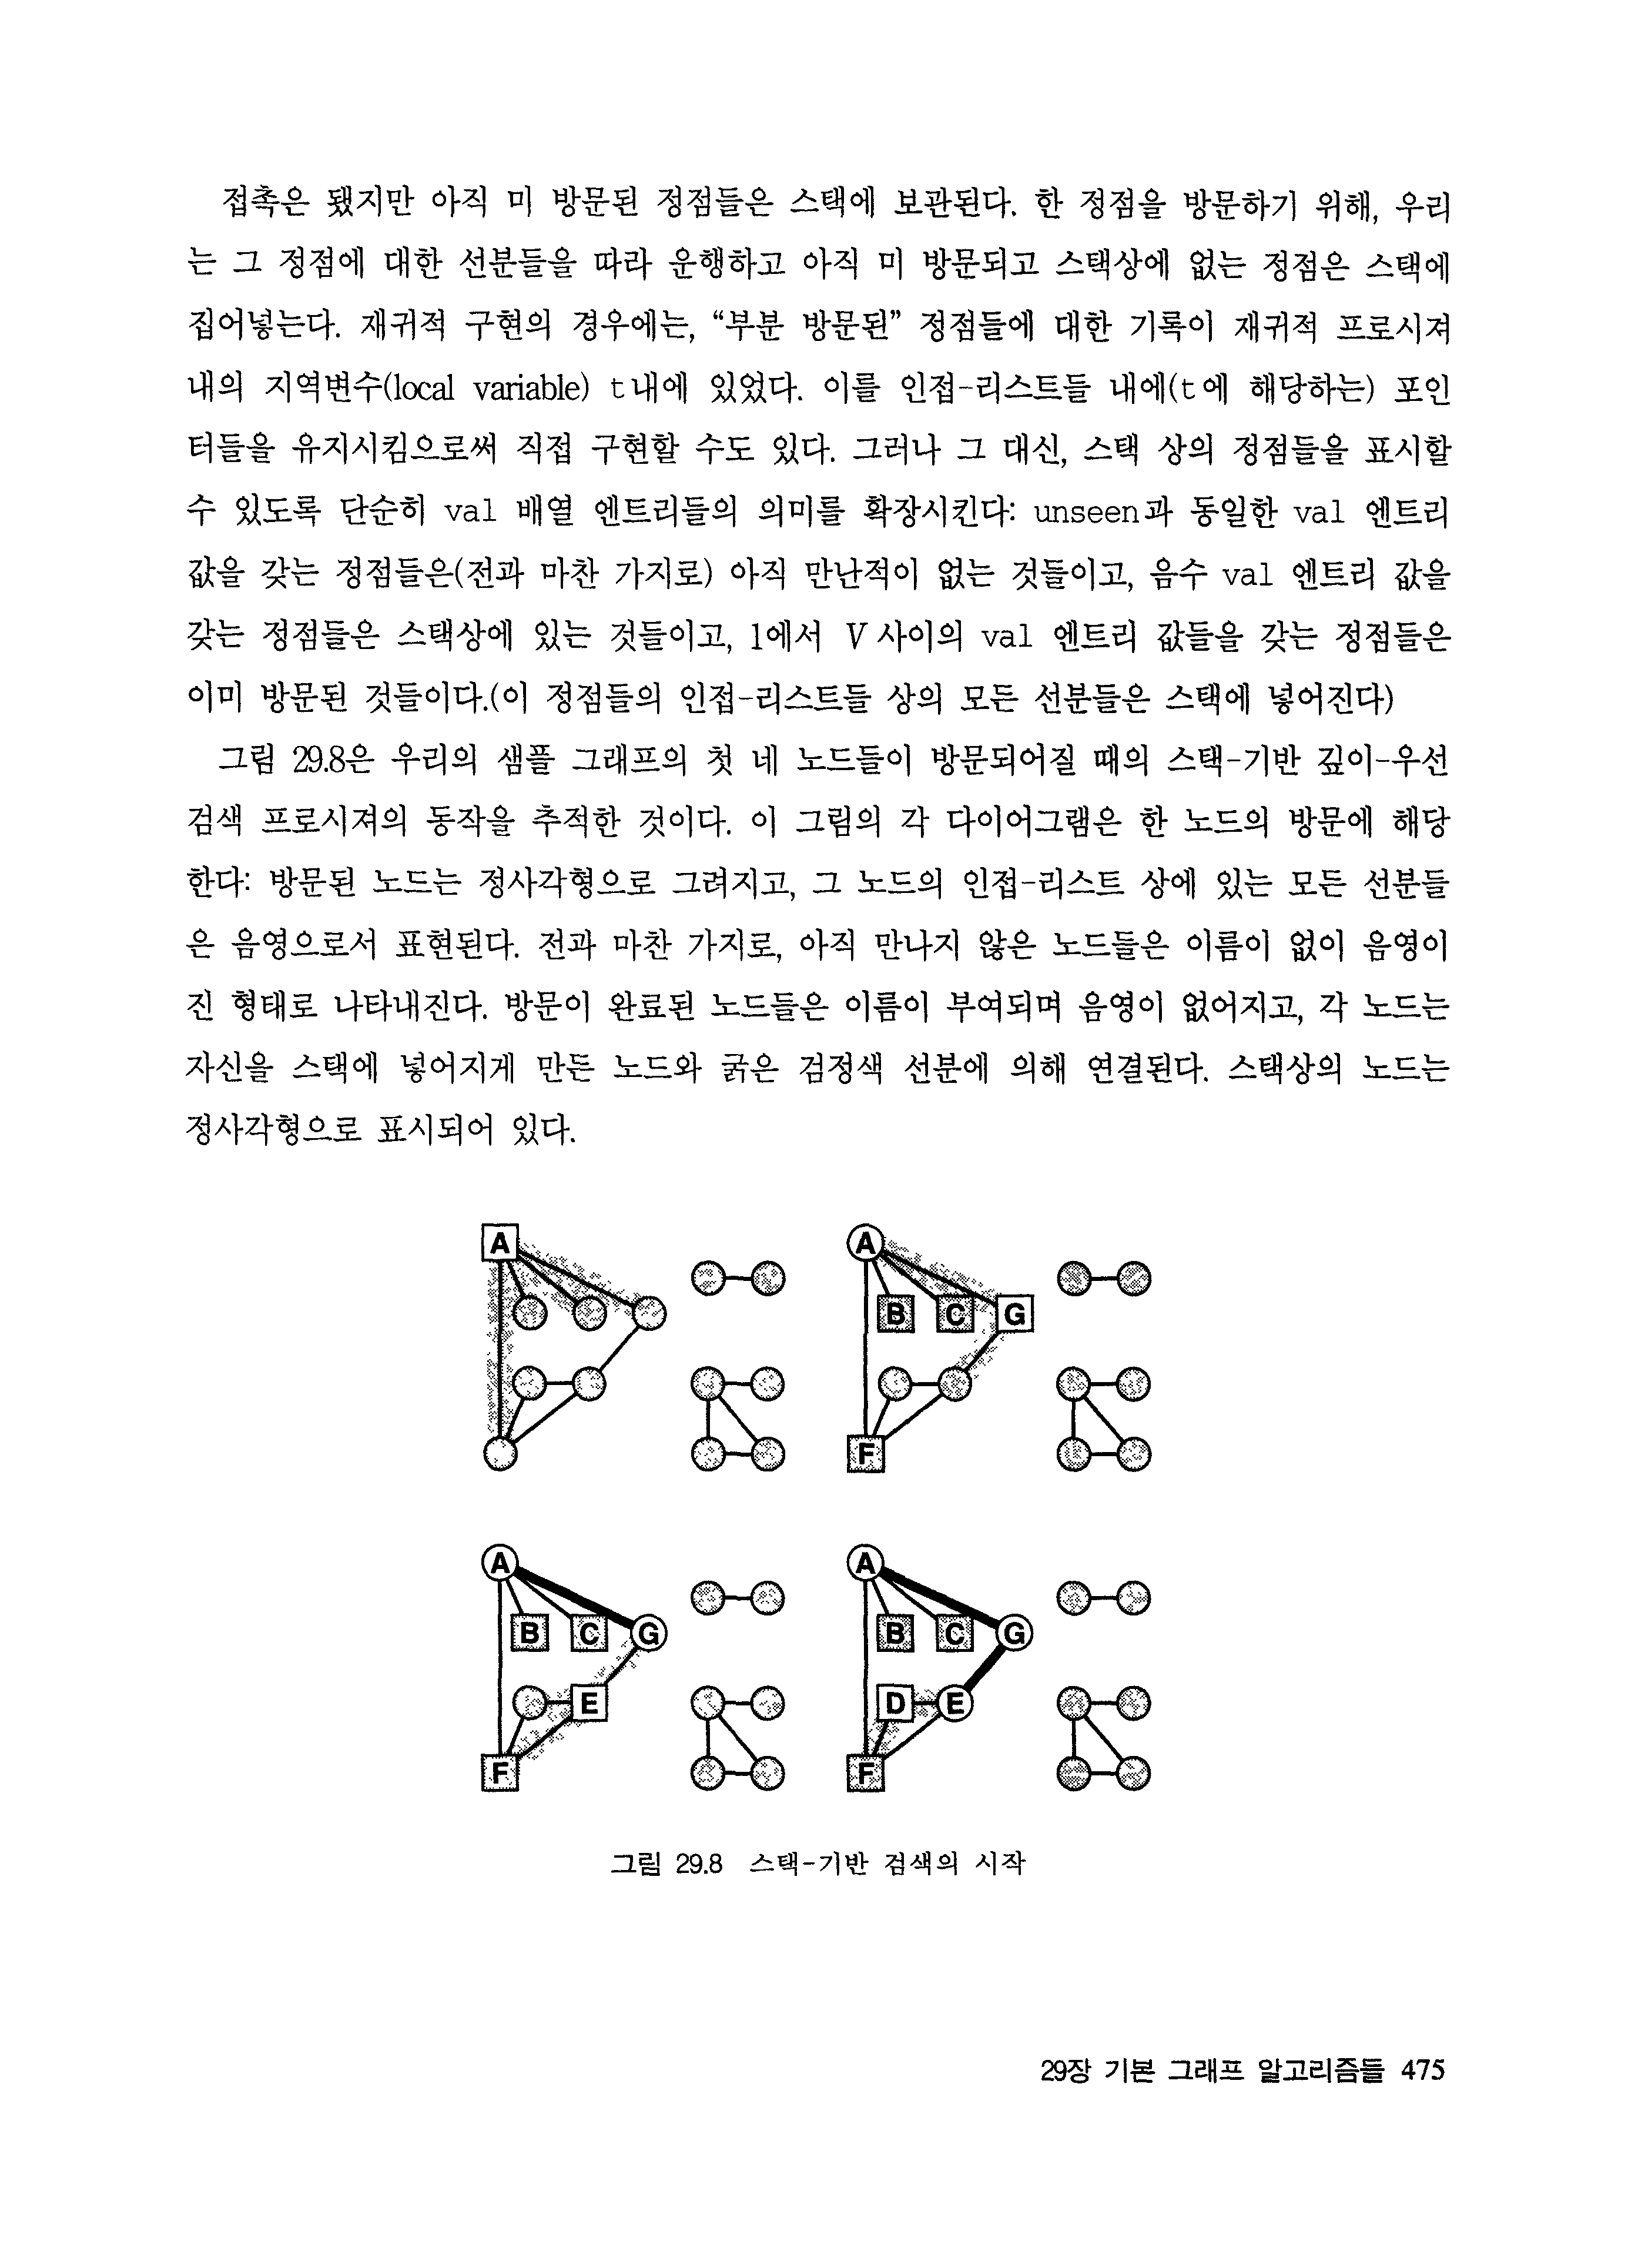 접촉은 됐지만 아직 미 방문된 정점들은 스택에 보관된다. 한 정점을 방문하기 위해, 우리
는 그 정점에 대한 선분들을 따라 운행하고 아직 미 방문되고 스택상에 없는 정점은 스택에
집어넣는다. 재귀적 구현의 경우에는, “부분 방문된” 정점들에 대한 기록이 재귀적 프로시져
내의 지역변수(local variable) t내에 있었다. 이를 인접-리스트들 내에(t에 해당하는) 포인
터들을 유지시킴으로써 직접 구현할 수도 있다. 그러나 그 대신, 스택 상의 정점들을 표시할
수 있도록 단순히 val 배열 엔트리들의 의미를 확장시킨다: unseen과 동일한 val 엔트리
값을 갖는 정점들은(전과 마찬 가지로) 아직 만난적이 없는 것들이고, 음수 val 엔트리 값을
갖는 정점들은 스택상에 있는 것들이고, 1에서 V 사이의 val 엔트리 값들을 갖는 정점들은
이미 방문된 것들이다.(이 정점들의 인접-리스트들 상의 모든 선분들은 스택에 넣어진다)
그림 29.8은 우리의 샘플 그래프의 첫 네 노드들이 방문되어질 때의 스택-기반 깊이-우선
검색 프로시져의 동작을 추적한 것이다. 이 그림의 각 다이어그램은 한 노드의 방문에 해당
한다: 방문된 노드는 정사각형으로 그려지고, 그 노드의 인접-리스트 상에 있는 모든 선분들
은 음영으로서 표현된다. 전과 마찬 가지로, 아직 만나지 않은 노드들은 이름이 없이 음영이
진 형태로 나타내진다. 방문이 완료된 노드들은 이름이 부여되며 음영이 없어지고, 각 노드는
자신을 스택에 넣어지게 만든 노드와 굵은 검정색 선분에 의해 연결된다. 스택상의 노드는
정사각형으로 표시되어 있다.
A
A
B C G
F
A
B C G
E
F
A
B C G
D E
F
그림 29.8 스택-기반 검색의 시작
29장 기본 그래프 알고리즘들 475